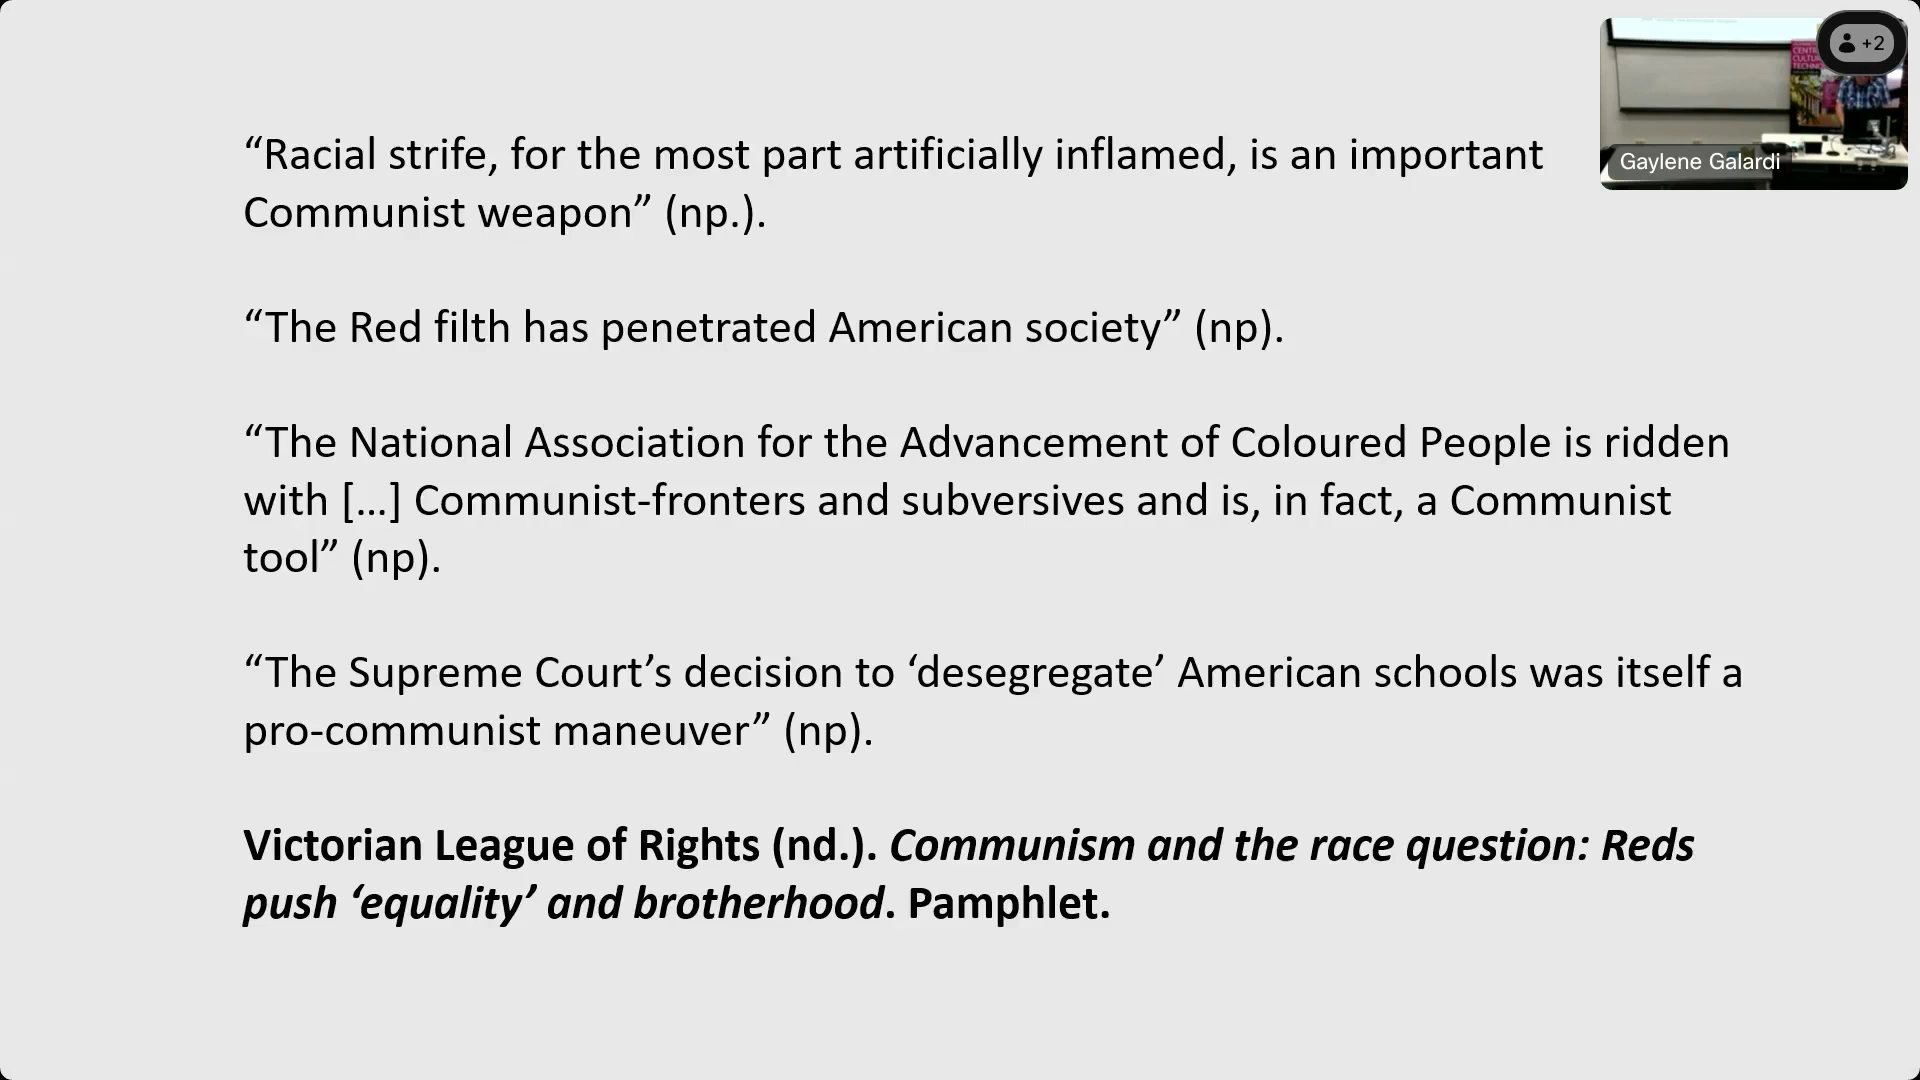 “Racial strife, for the most part artificially inflamed, is an important
Communist weapon” (np.).
“The Red filth has penetrated American society” (np).
“The National Association for the Advancement of Coloured People is ridden
with [...] Communist-fronters and subversives and is, in fact, a Communist
tool” (np).
“The Supreme Court’s decision to ‘desegregate’ American schools was itself a
pro-communist maneuver” (np).
Victorian League of Rights (nd.). Communism and the race question: Reds
push ‘equality’ and brotherhood. Pamphlet.
+2
Gaylene Galardi